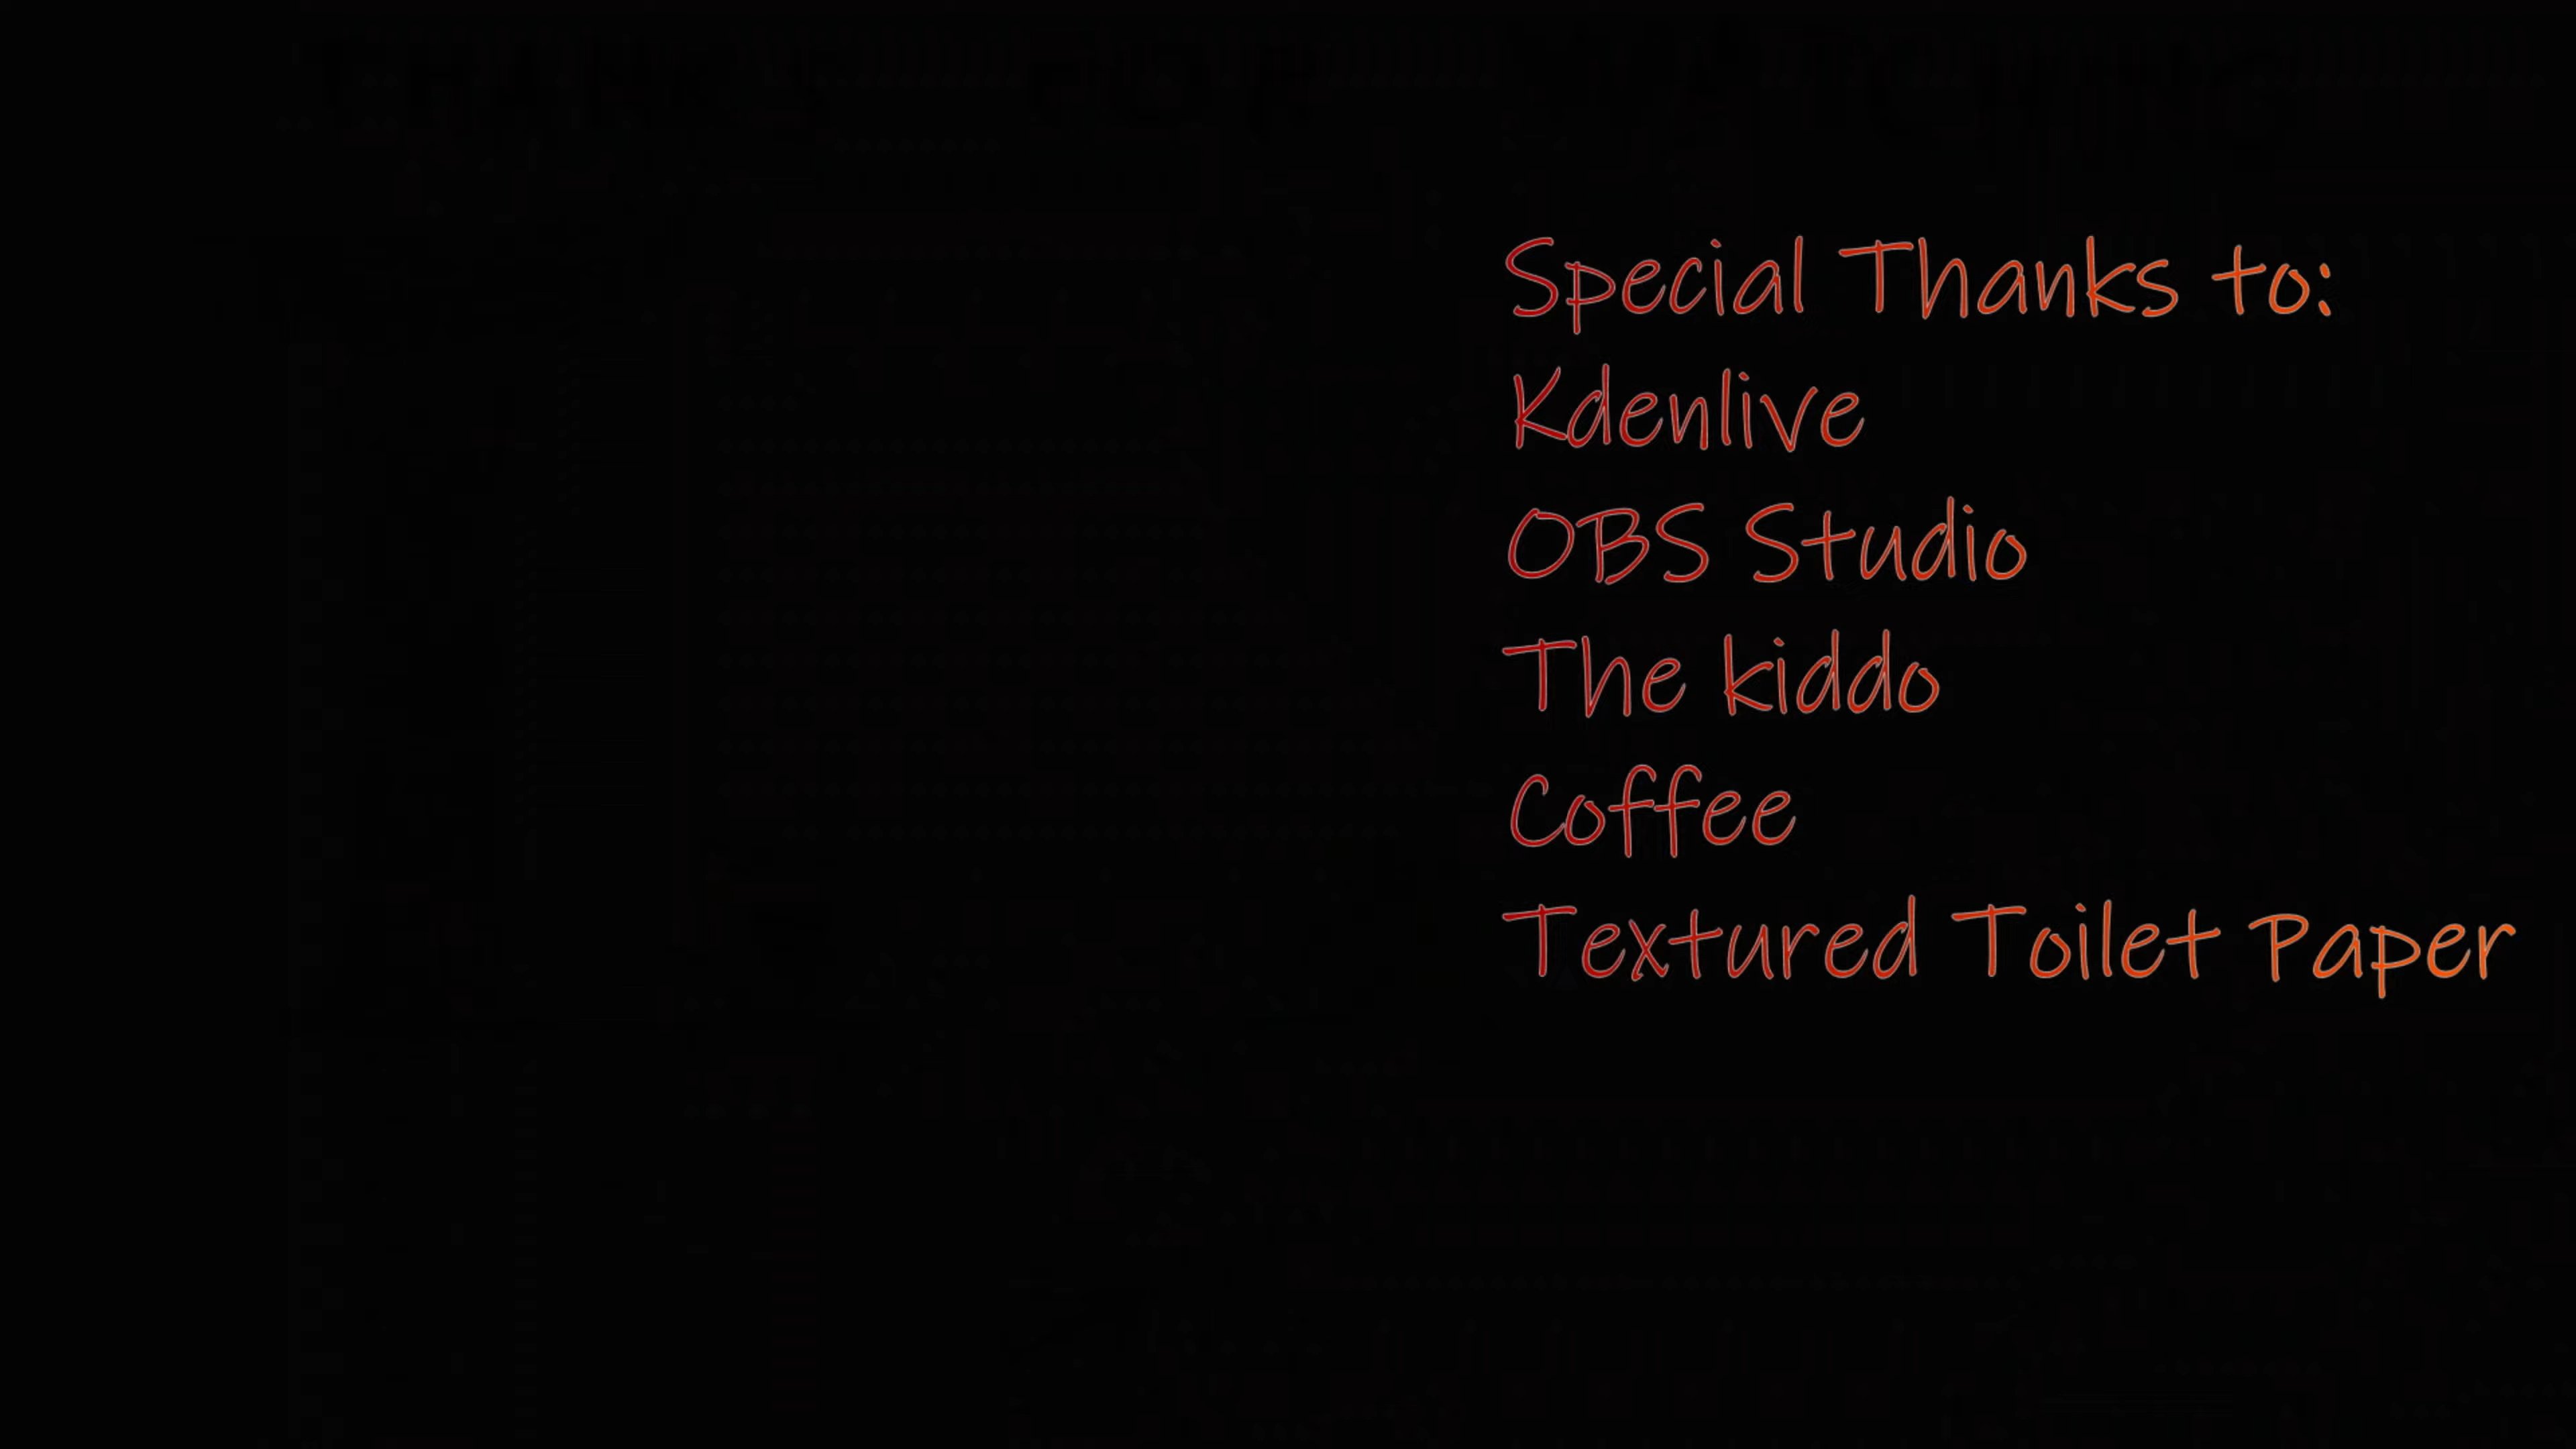 Special Thanks to:
Kdenlive
OBS Studio
The kiddo
Coffee
Textured Toilet Paper